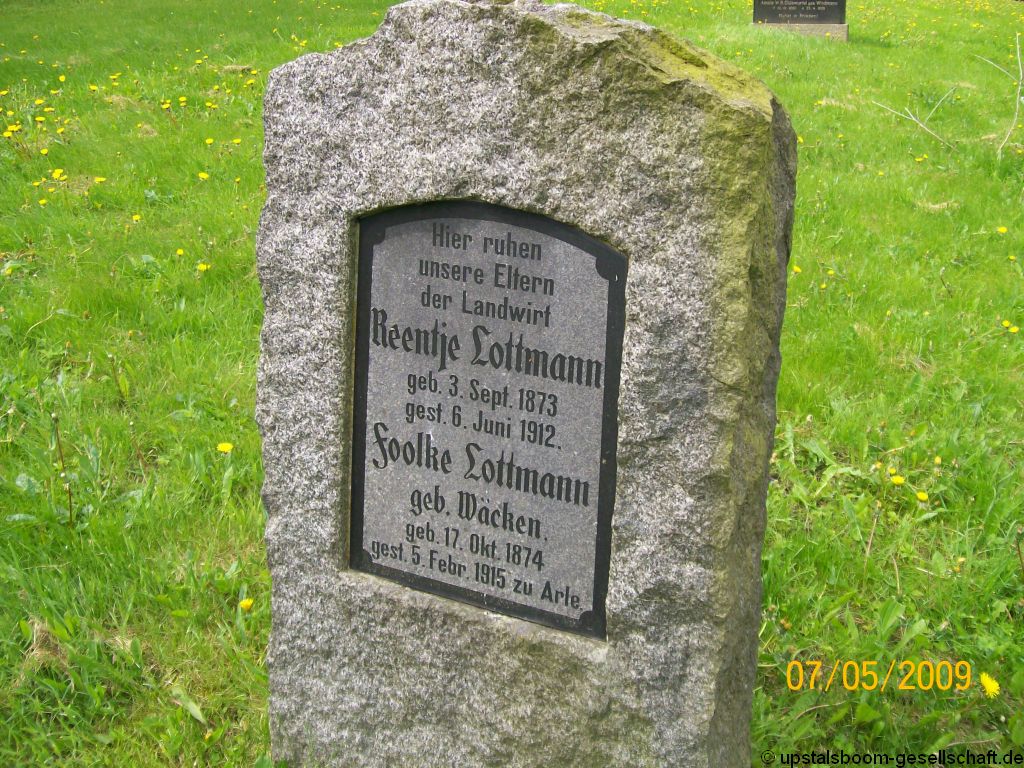 Hier ruhen
unsere Eltern
der Landwirt
Reentje Lottmann
geb. 3. Sept. 1873
gest. 6. Juni 1912.
Foolke Lottmann
geb. Wäcken.
geb. 17. Okt. 1874
gest. 5. Febr. 1915 zu Arle.
07/05/2009
© upstalsboom-gesellschaft.de